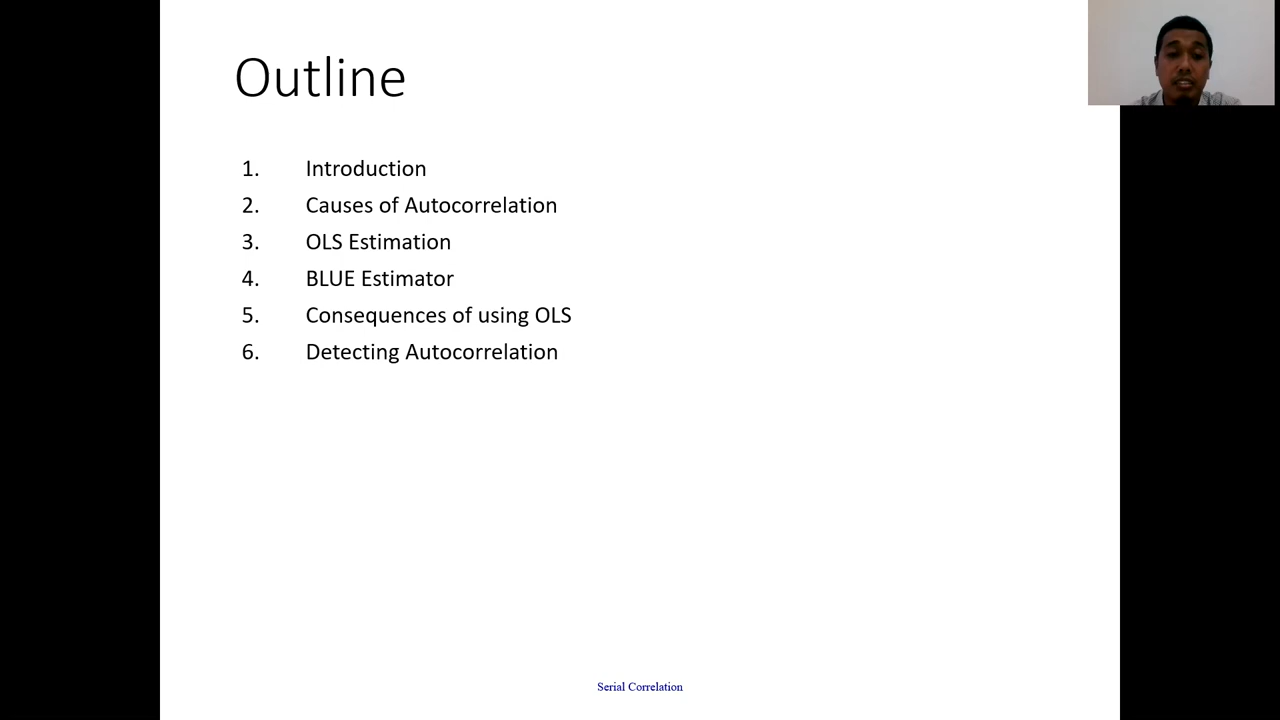 Outline
1. Introduction
2. Causes of Autocorrelation
3. OLS Estimation
4. BLUE Estimator
5. Consequences of using OLS
6. Detecting Autocorrelation
Serial Correlation